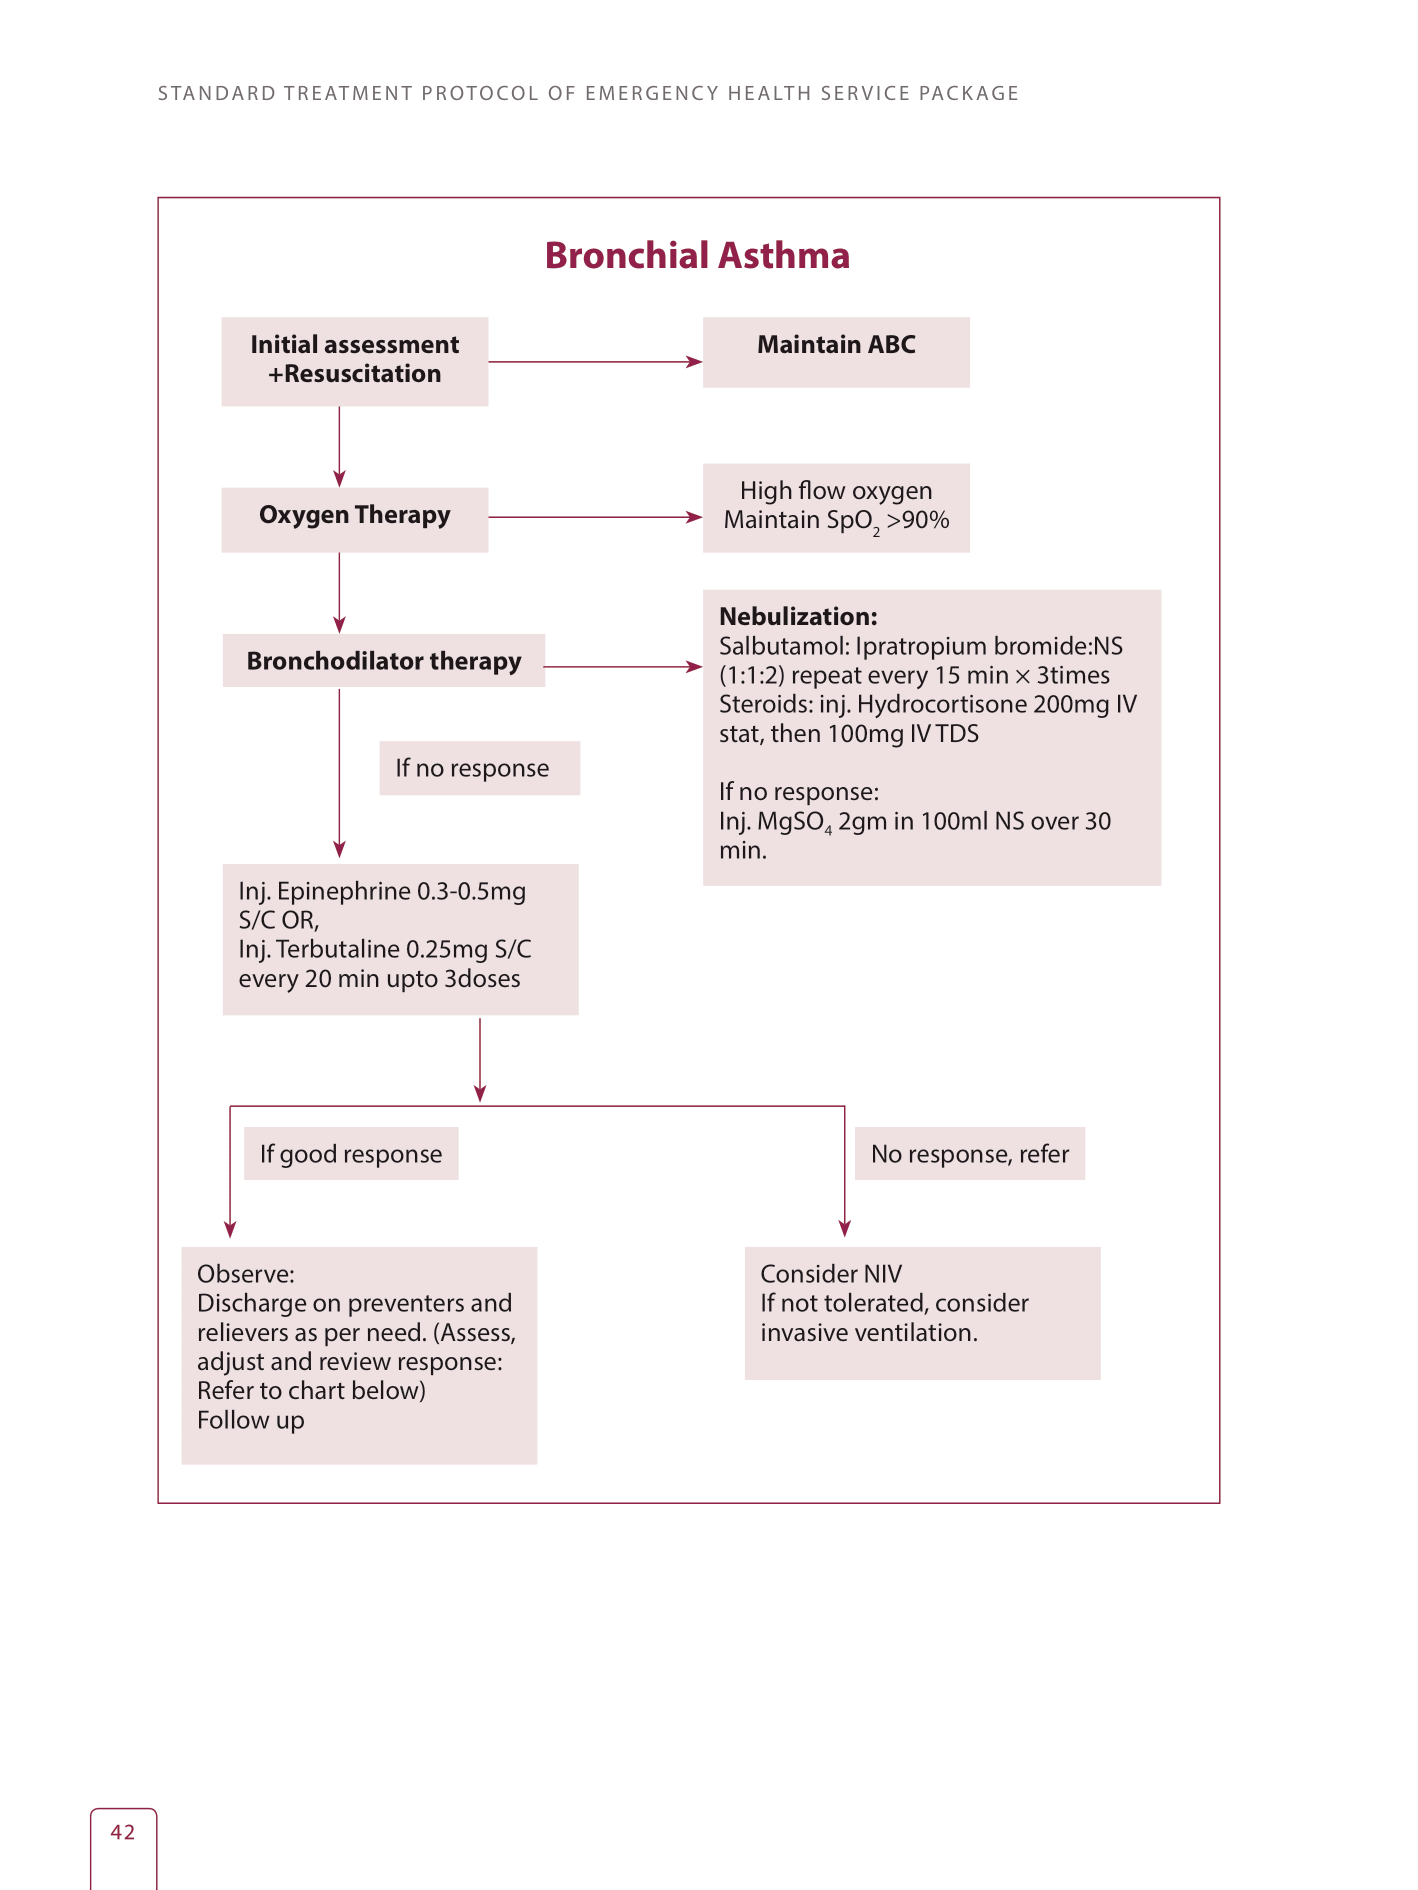 STANDARD TREATMENT PROTOCOL OF EMERGENCY HEALTH SERVICE PACKAGE
Bronchial Asthma
Initial assessment
+Resuscitation
Maintain ABC
Oxygen Therapy
High flow oxygen
Maintain SpO2 >90%
Bronchodilator therapy
Nebulization:
Salbutamol: Ipratropium bromide:NS
(1:1:2) repeat every 15 min × 3times
Steroids: inj. Hydrocortisone 200mg IV
stat, then 100mg IV TDS
If no response:
Inj. MgSO4 2gm in 100ml NS over 30
min.
If no response
Inj. Epinephrine 0.3-0.5mg
S/C OR,
Inj. Terbutaline 0.25mg S/C
every 20 min upto 3doses
If good response
No response, refer
Observe:
Discharge on preventers and
relievers as per need. (Assess,
adjust and review response:
Refer to chart below)
Follow up
Consider NIV
If not tolerated, consider
invasive ventilation.
42